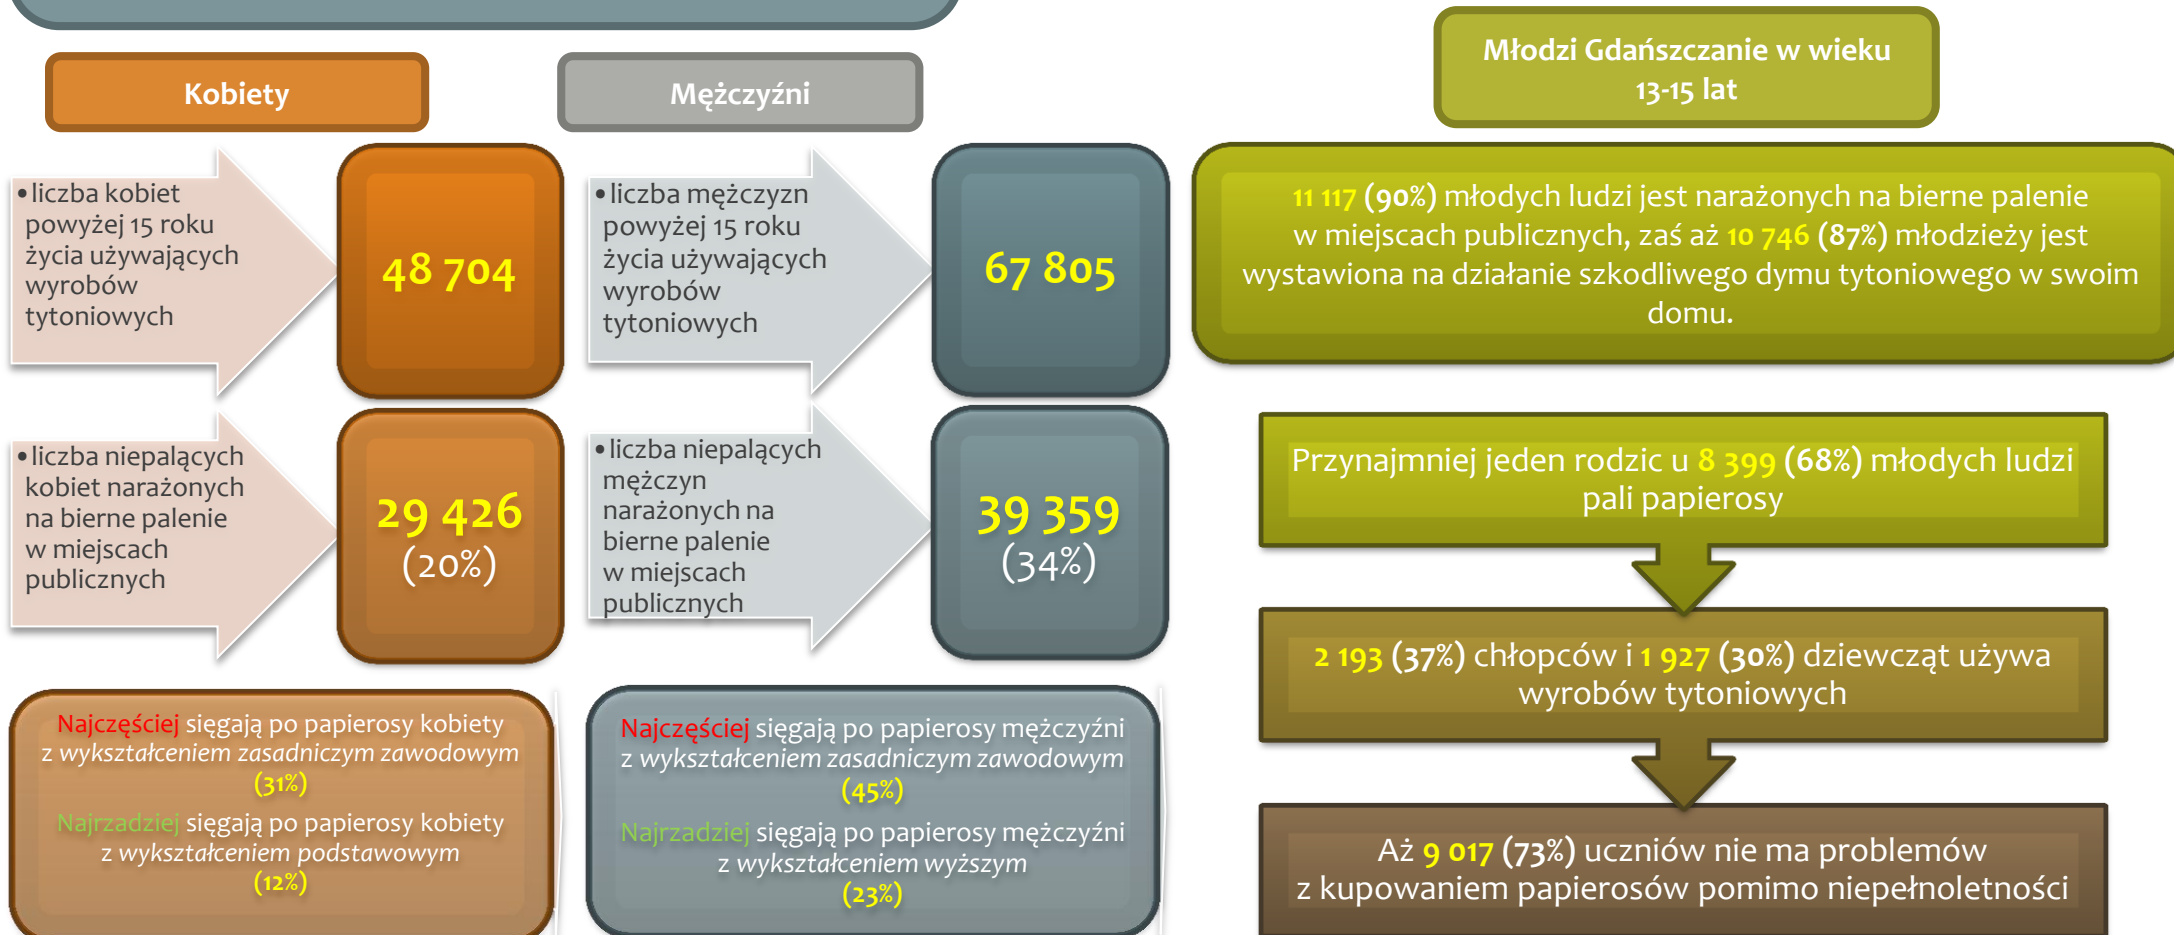 Kobiety
•liczba kobiet
powyżej 15 roku
życia używających
wyrobów
tytoniowych
48 704
•liczba niepalących
kobiet narażonych
na bierne palenie
w miejscach
publicznych
29 426
(20%)
Najczęściej sięgają po papierosy kobiety
z wykształceniem zasadniczym zawodowym
(31%)
Najrzadziej sięgają po papierosy kobiety
z wykształceniem podstawowym
(12%)
Mężczyźni
•liczba mężczyzn
powyżej 15 roku
życia używających
wyrobów
tytoniowych
67 805
•liczba niepalących
mężczyn
narażonych na
bierne palenie
w miejscach
publicznych
39 359
(34%)
Najczęściej sięgają po papierosy mężczyźni
z wykształceniem zasadniczym zawodowym
(45%)
Najrzadziej sięgają po papierosy mężczyźni
z wykształceniem wyższym
(23%)
Młodzi Gdańszczanie w wieku
13-15 lat
11 117 (90%) młodych ludzi jest narażonych na bierne palenie
w miejscach publicznych, zaś aż 10 746 (87%) młodzieży jest
wystawiona na działanie szkodliwego dymu tytoniowego w swoim
domu.
Przynajmniej jeden rodzic u 8 399 (68%) młodych ludzi
pali papierosy
2 193 (37%) chłopców i 1 927 (30%) dziewcząt używa
wyrobów tytoniowych
Aż 9 017 (73%) uczniów nie ma problemów
z kupowaniem papierosów pomimo niepełnoletności